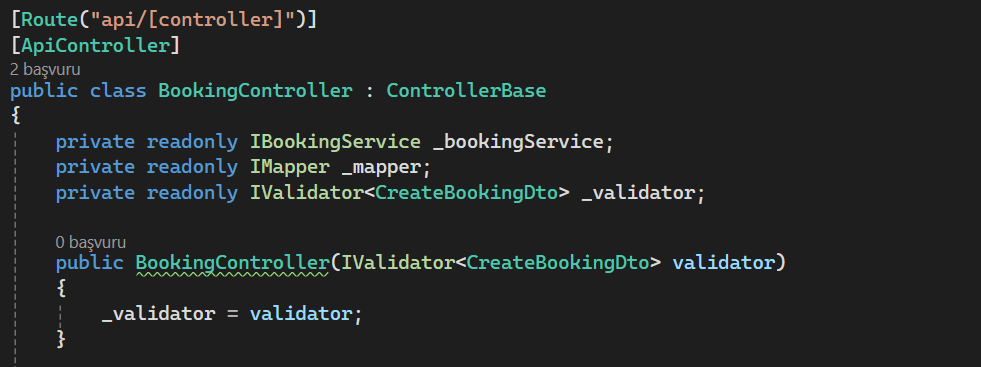 [Route("api/[controller]")]
[ApiController]
2 başvuru
public class BookingController : ControllerBase
{
    private readonly IBookingService _bookingService;
    private readonly IMapper _mapper;
    private readonly IValidator<CreateBookingDto> _validator;
    0 başvuru
    public BookingController(IValidator<CreateBookingDto> validator)
    {
        _validator = validator;
    }